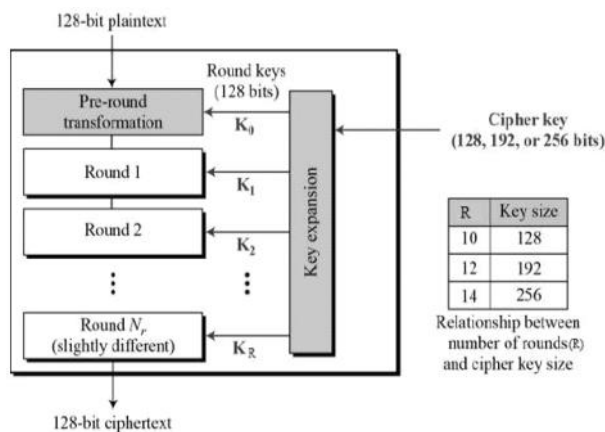 128-bit plaintext
Round keys
(128 bits)
Pre-round
transformation
K₀
Cipher key
(128, 192, or 256 bits)
Round 1
K₁
Round 2
K₂
Key expansion
R Key size
10 128
12 192
14 256
Round Nᵣ
(slightly different)
K_R
Relationship between
number of rounds(R)
and cipher key size
128-bit ciphertext